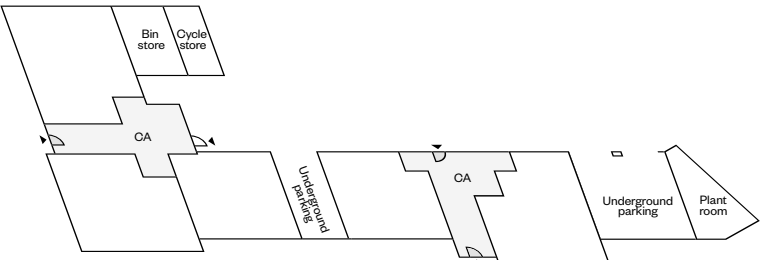 Bin
store
Cycle
store
CA
Underground
parking
CA
Underground
parking
Plant
room